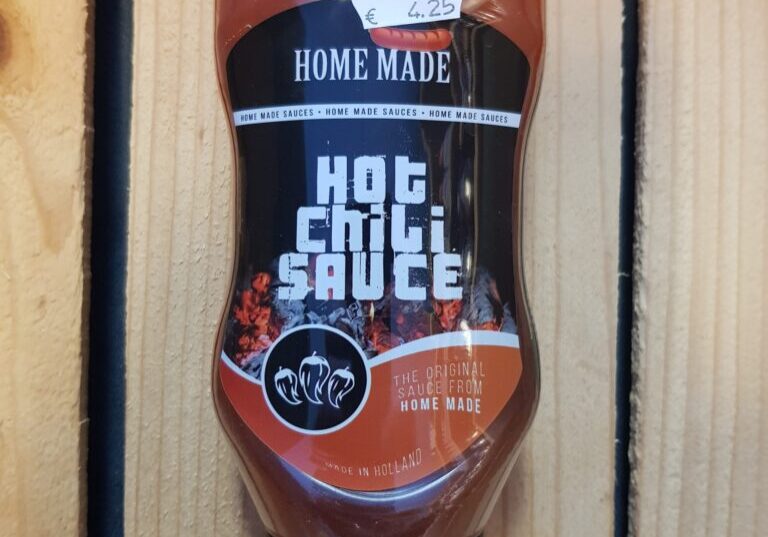 € 4.25
HOME MADE
HOME MADE SAUCES • HOME MADE SAUCES • HOME MADE SAUCES
HOt
CHiLi
SAUCE
THE ORIGINAL
SAUCE FROM
HOME MADE
MADE IN HOLLAND